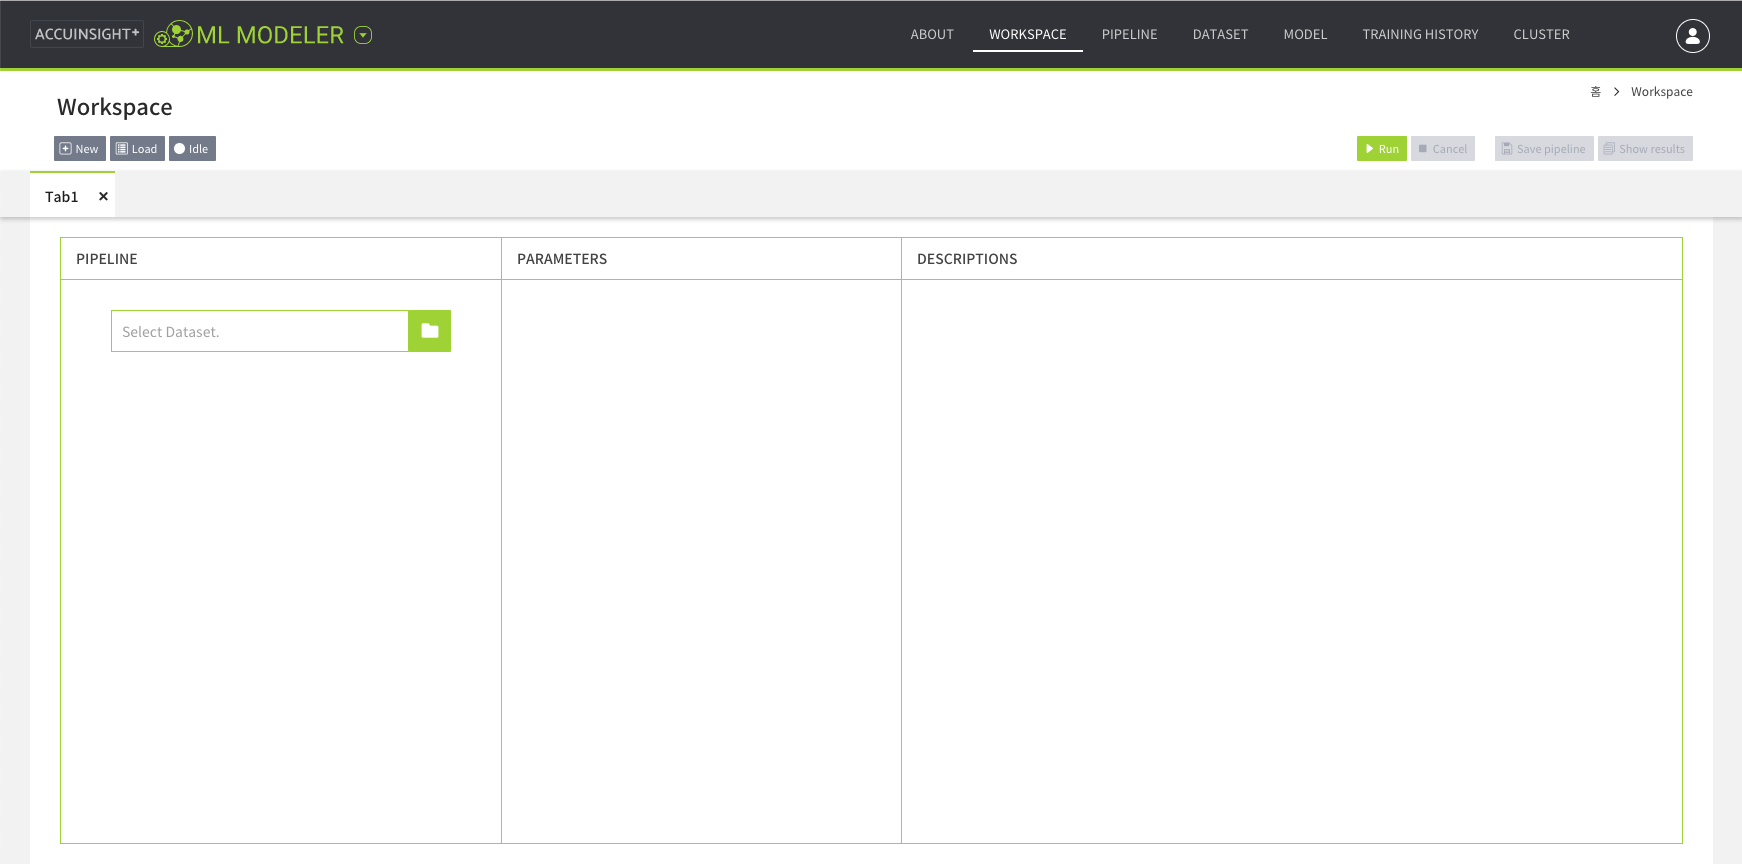 ACCUINSIGHT+ ML MODELER ABOUT WORKSPACE PIPELINE DATASET MODEL TRAINING HISTORY CLUSTER
홈 > Workspace
Workspace
New Load Idle Run Cancel Save pipeline Show results
Tab1 ×
PIPELINE PARAMETERS DESCRIPTIONS
Select Dataset.